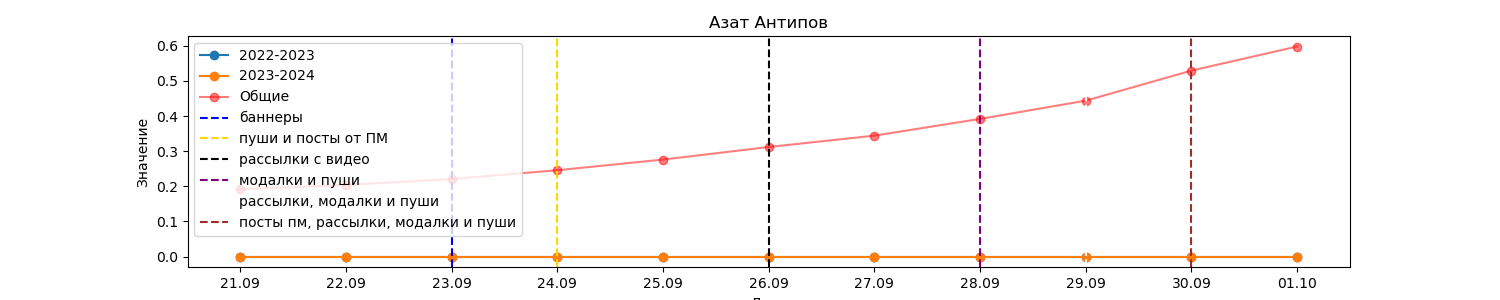 Азат Антипов
Значение
0.6
0.5
0.4
0.3
0.2
0.1
0.0
2022-2023
2023-2024
Общие
баннеры
пуши и посты от ПМ
рассылки с видео
модалки и пуши
рассылки, модалки и пуши
посты пм, рассылки, модалки и пуши
21.09 22.09 23.09 24.09 25.09 26.09 27.09 28.09 29.09 30.09 01.10